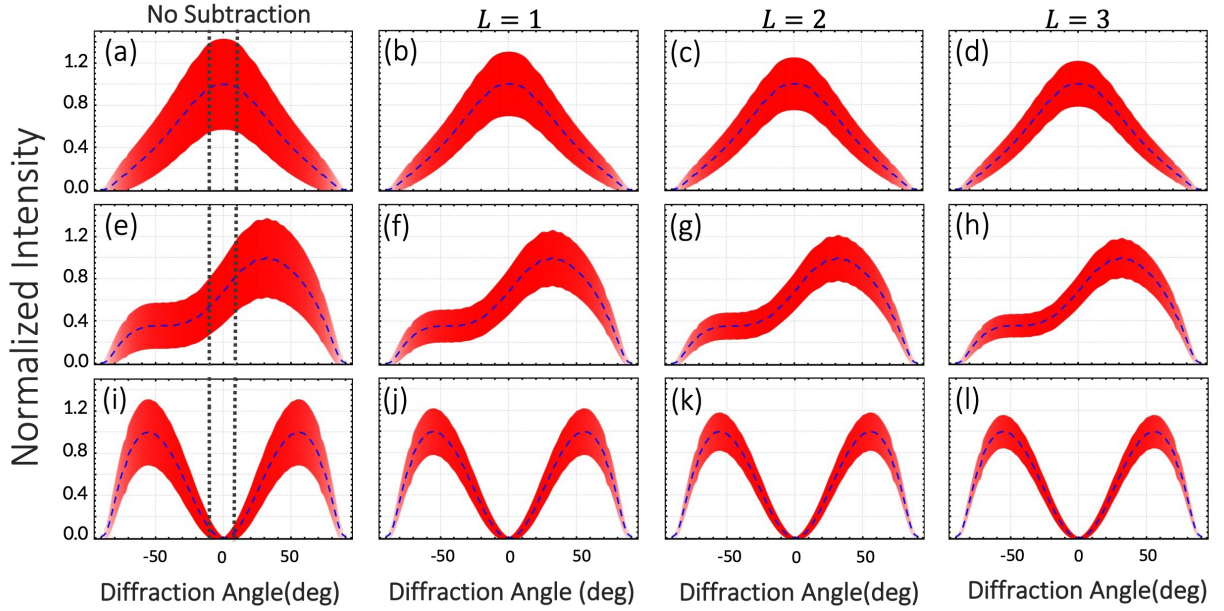 No Subtraction L = 1 L = 2 L = 3
(a) (b) (c) (d)
1.2
0.8
0.4
0.0
(e) (f) (g) (h)
1.2
0.8
0.4
0.0
(i) (j) (k) (l)
1.2
0.8
0.4
0.0
Normalized Intensity
-50 0 50 -50 0 50 -50 0 50 -50 0 50
Diffraction Angle(deg) Diffraction Angle (deg) Diffraction Angle(deg) Diffraction Angle(deg)